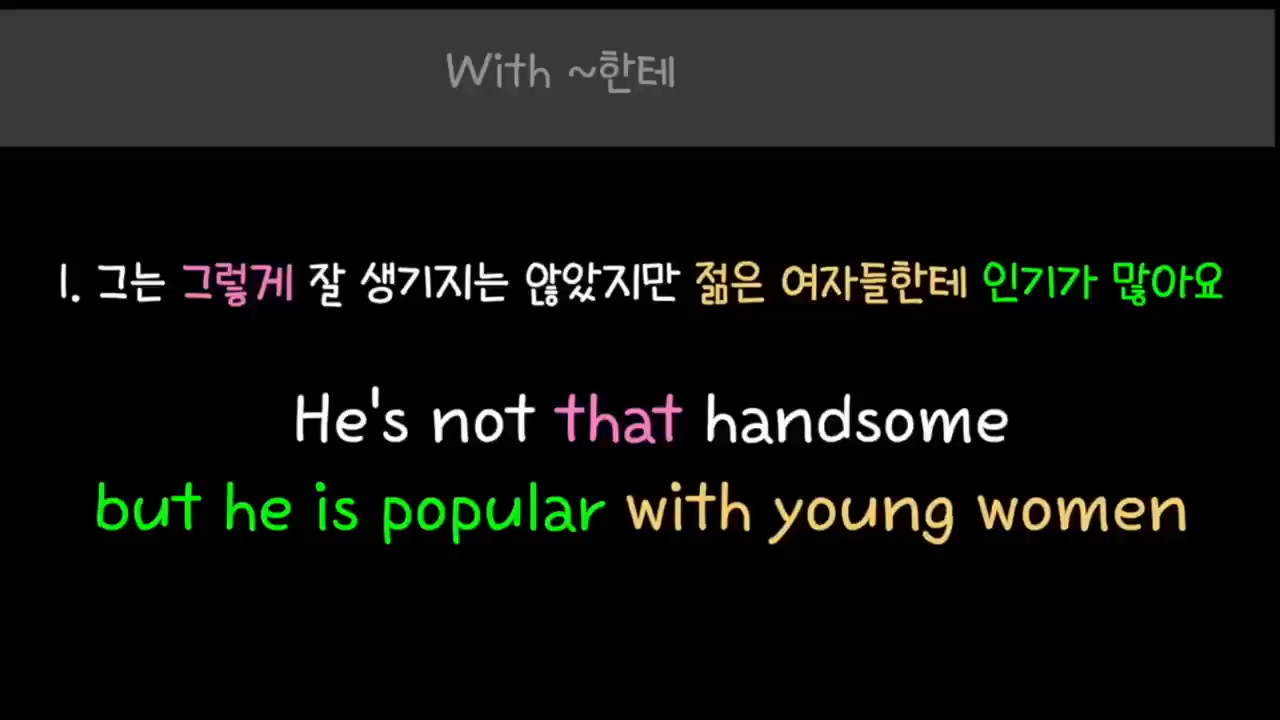 With ~한테
1. 그는 그렇게 잘 생기지는 않았지만 젊은 여자들한테 인기가 많아요
He's not that handsome
but he is popular with young women